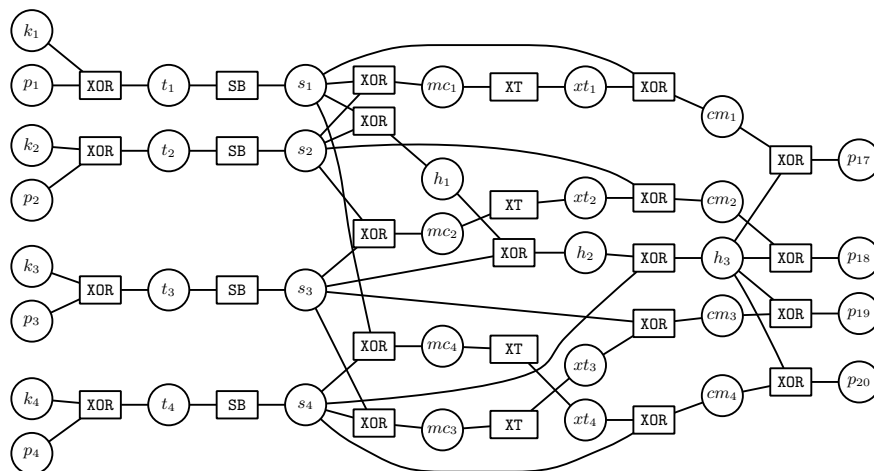 k₁
p₁ XOR t₁ SB s₁ XOR mc₁ XT xt₁ XOR cm₁
XOR
k₂ XOR t₂ SB s₂ XOR p₁₇
p₂ h₁ XT xt₂ XOR cm₂
XOR mc₂ XOR h₂ XOR h₃ XOR p₁₈
k₃ XOR t₃ SB s₃
p₃ XOR cm₃ XOR p₁₉
XOR mc₄ XT xt₃
k₄ XOR t₄ SB s₄ cm₄ XOR p₂₀
p₄ XOR mc₃ XT xt₄ XOR